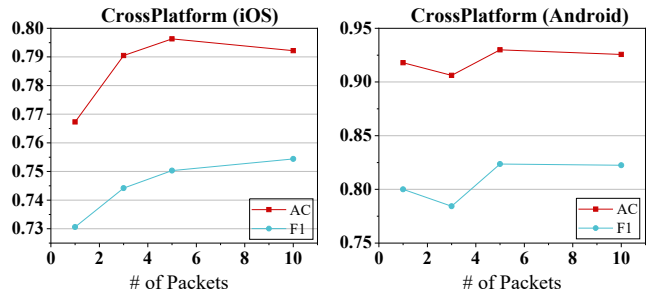 CrossPlatform (iOS)
0.80
0.79
0.78
0.77
0.76
0.75
0.74
0.73
0 2 4 6 8 10
# of Packets
AC
F1
CrossPlatform (Android)
0.95
0.90
0.85
0.80
0.75
0 2 4 6 8 10
# of Packets
AC
F1